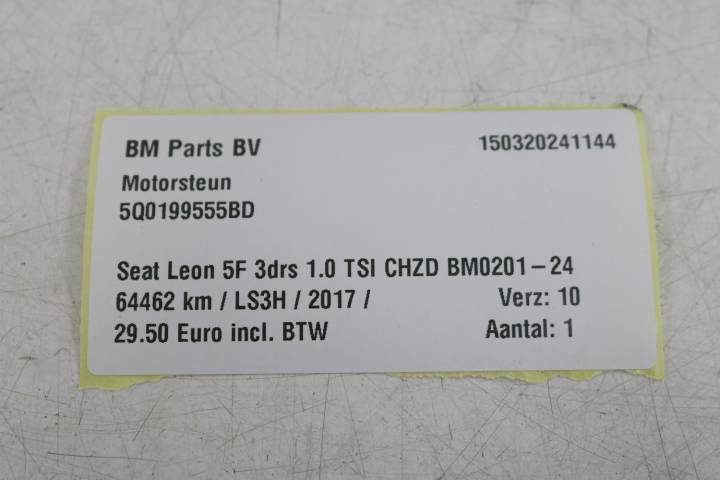 BM Parts BV 150320241144
Motorsteun
5Q0199555BD
Seat Leon 5F 3drs 1.0 TSI CHZD BM0201-24
64462 km / LS3H / 2017 / Verz: 10
29.50 Euro incl. BTW Aantal: 1